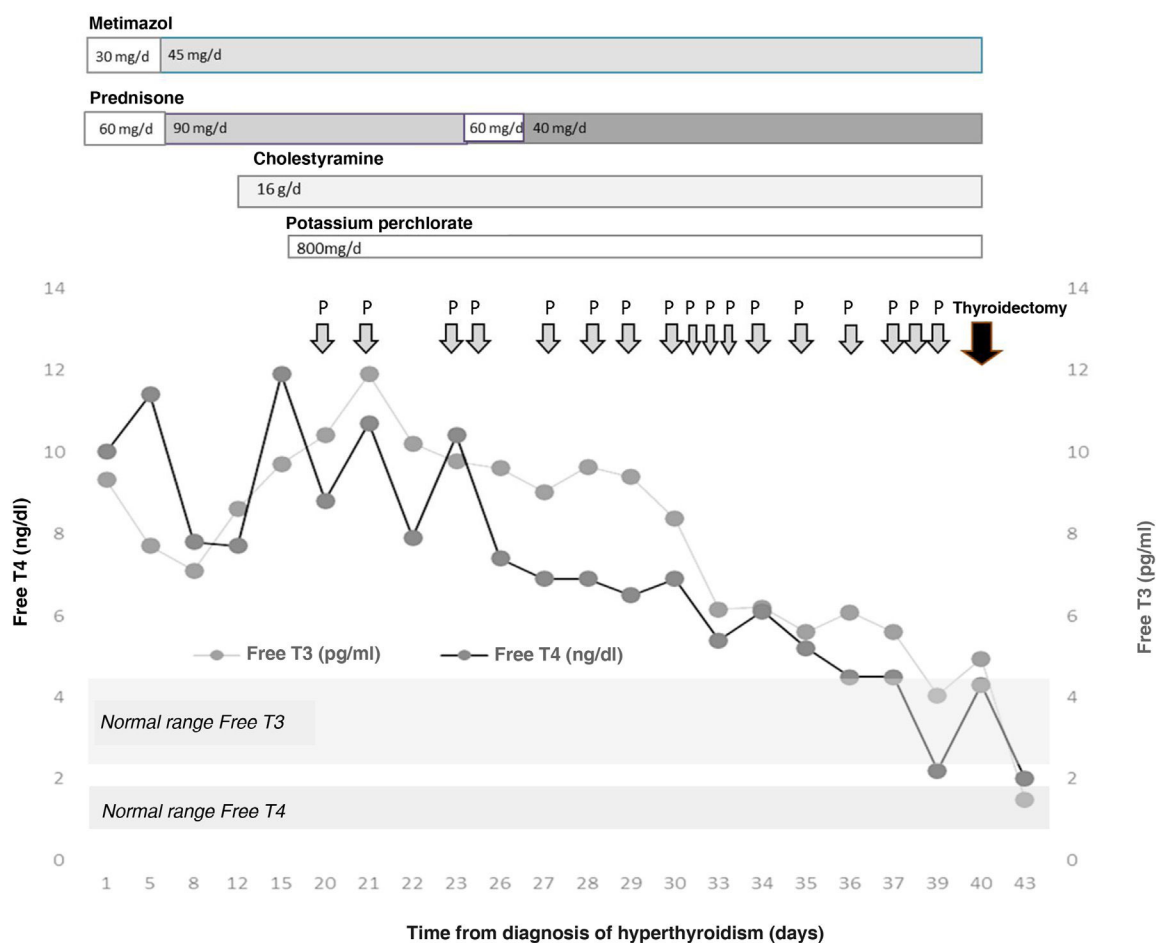 Metimazol
30 mg/d 45 mg/d
Prednisone
60 mg/d 90 mg/d 60 mg/d 40 mg/d
Cholestyramine
16 g/d
Potassium perchlorate
800mg/d
14 P P P P P P P P P P P P P P P P P Thyroidectomy 14
12 12
10 10
8 8
6 6
4 4
2 2
0 0
Free T4 (ng/dl)
Free T3 (pg/ml)
Free T3 (pg/ml) Free T4 (ng/dl)
Normal range Free T3
Normal range Free T4
1 5 8 12 15 20 21 22 23 26 27 28 29 30 33 34 35 36 37 39 40 43
Time from diagnosis of hyperthyroidism (days)